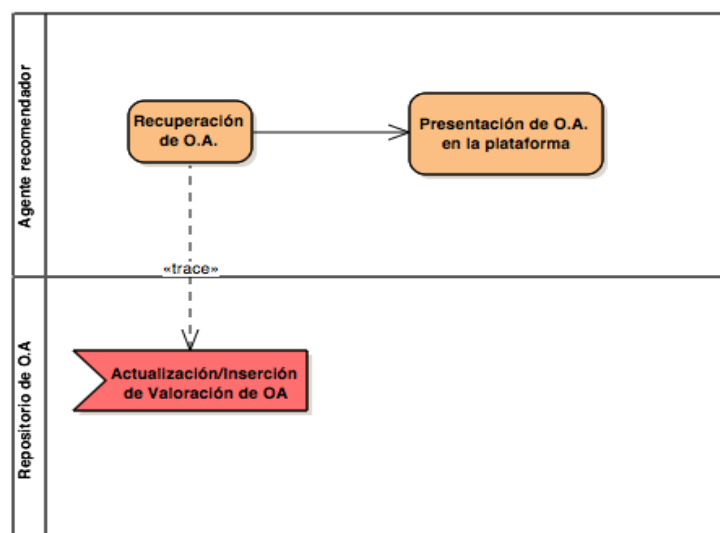 Agente recomendador
Recuperación
de O.A.
Presentación de O.A.
en la plataforma
«trace»
Repositorio de O.A
Actualización/Inserción
de Valoración de OA